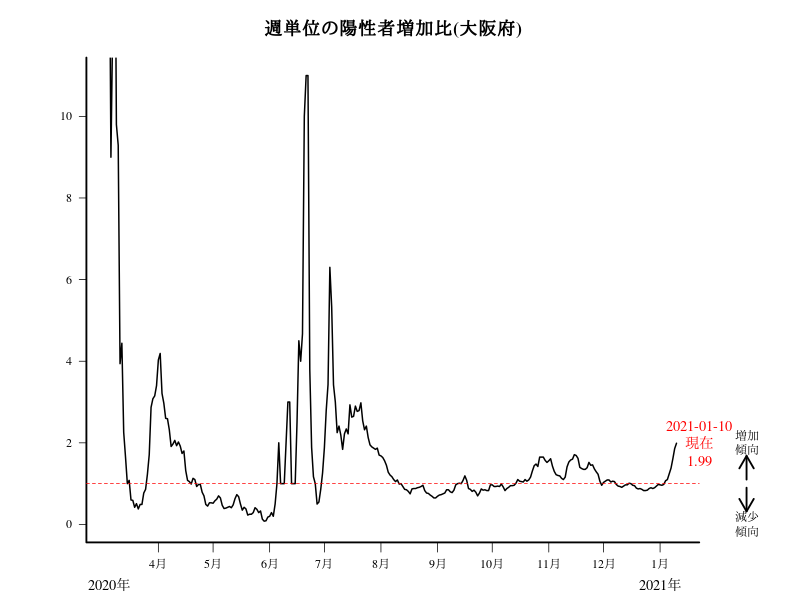 週単位の陽性者増加比(大阪府)
10
8
6
4
2
0
2021-01-10
現在
1.99
増加
傾向
減少
傾向
4月 5月 6月 7月 8月 9月 10月 11月 12月 1月
2020年 2021年